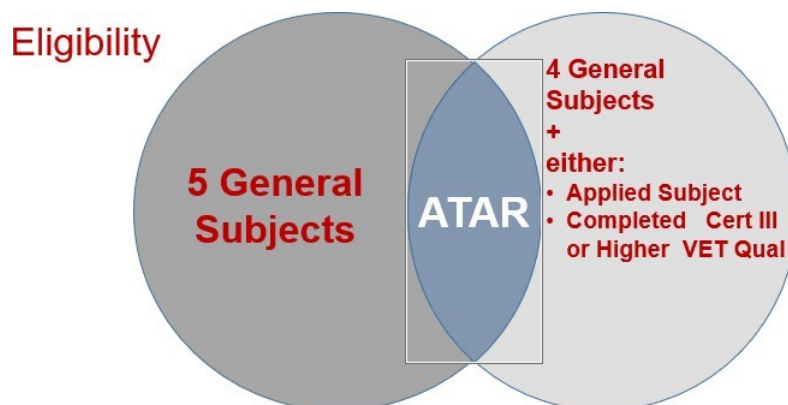 Eligibility
5 General
Subjects
ATAR
4 General
Subjects
+
either:
• Applied Subject
• Completed Cert III
or Higher VET Qual